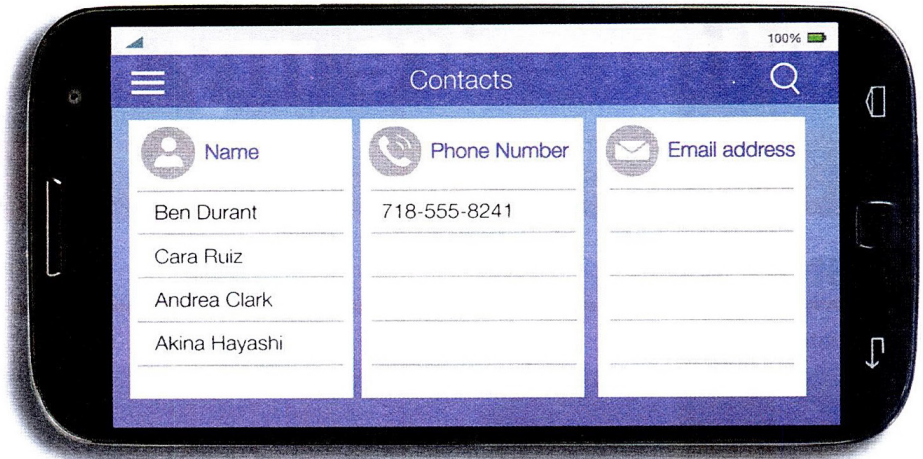 100%
Contacts
Name
Phone Number
Email address
Ben Durant
718-555-8241
Cara Ruiz
Andrea Clark
Akina Hayashi